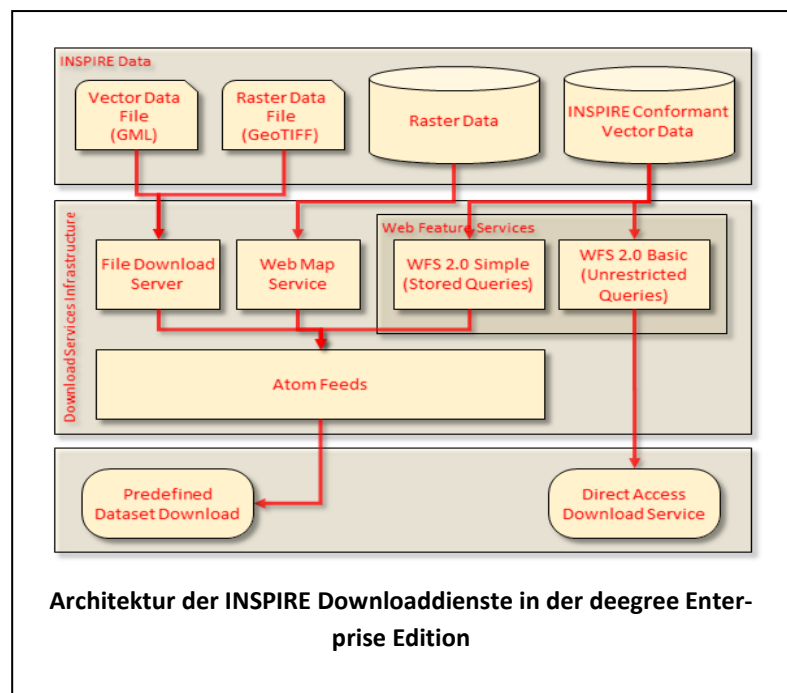 INSPIRE Data
Vector Data
File
(GML)
Raster Data
File
(GeoTIFF)
Raster Data
INSPIRE Conformant
Vector Data
Download Services Infrastructure
Web Feature Services
File Download
Server
Web Map
Service
WFS 2.0 Simple
(Stored Queries)
WFS 2.0 Basic
(Unrestricted
Queries)
Atom Feeds
Predefined
Dataset Download
Direct Access
Download Service
Architektur der INSPIRE Downloaddienste in der deegree Enter-
prise Edition